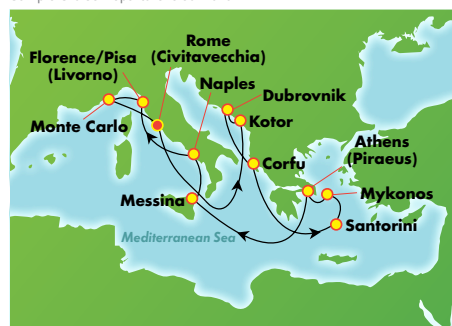 Rome
(Civitavecchia)
Florence/Pisa
(Livorno)
Naples
Dubrovnik
Monte Carlo
Kotor
Athens
(Piraeus)
Corfu
Mykonos
Messina
Santorini
Mediterranean Sea